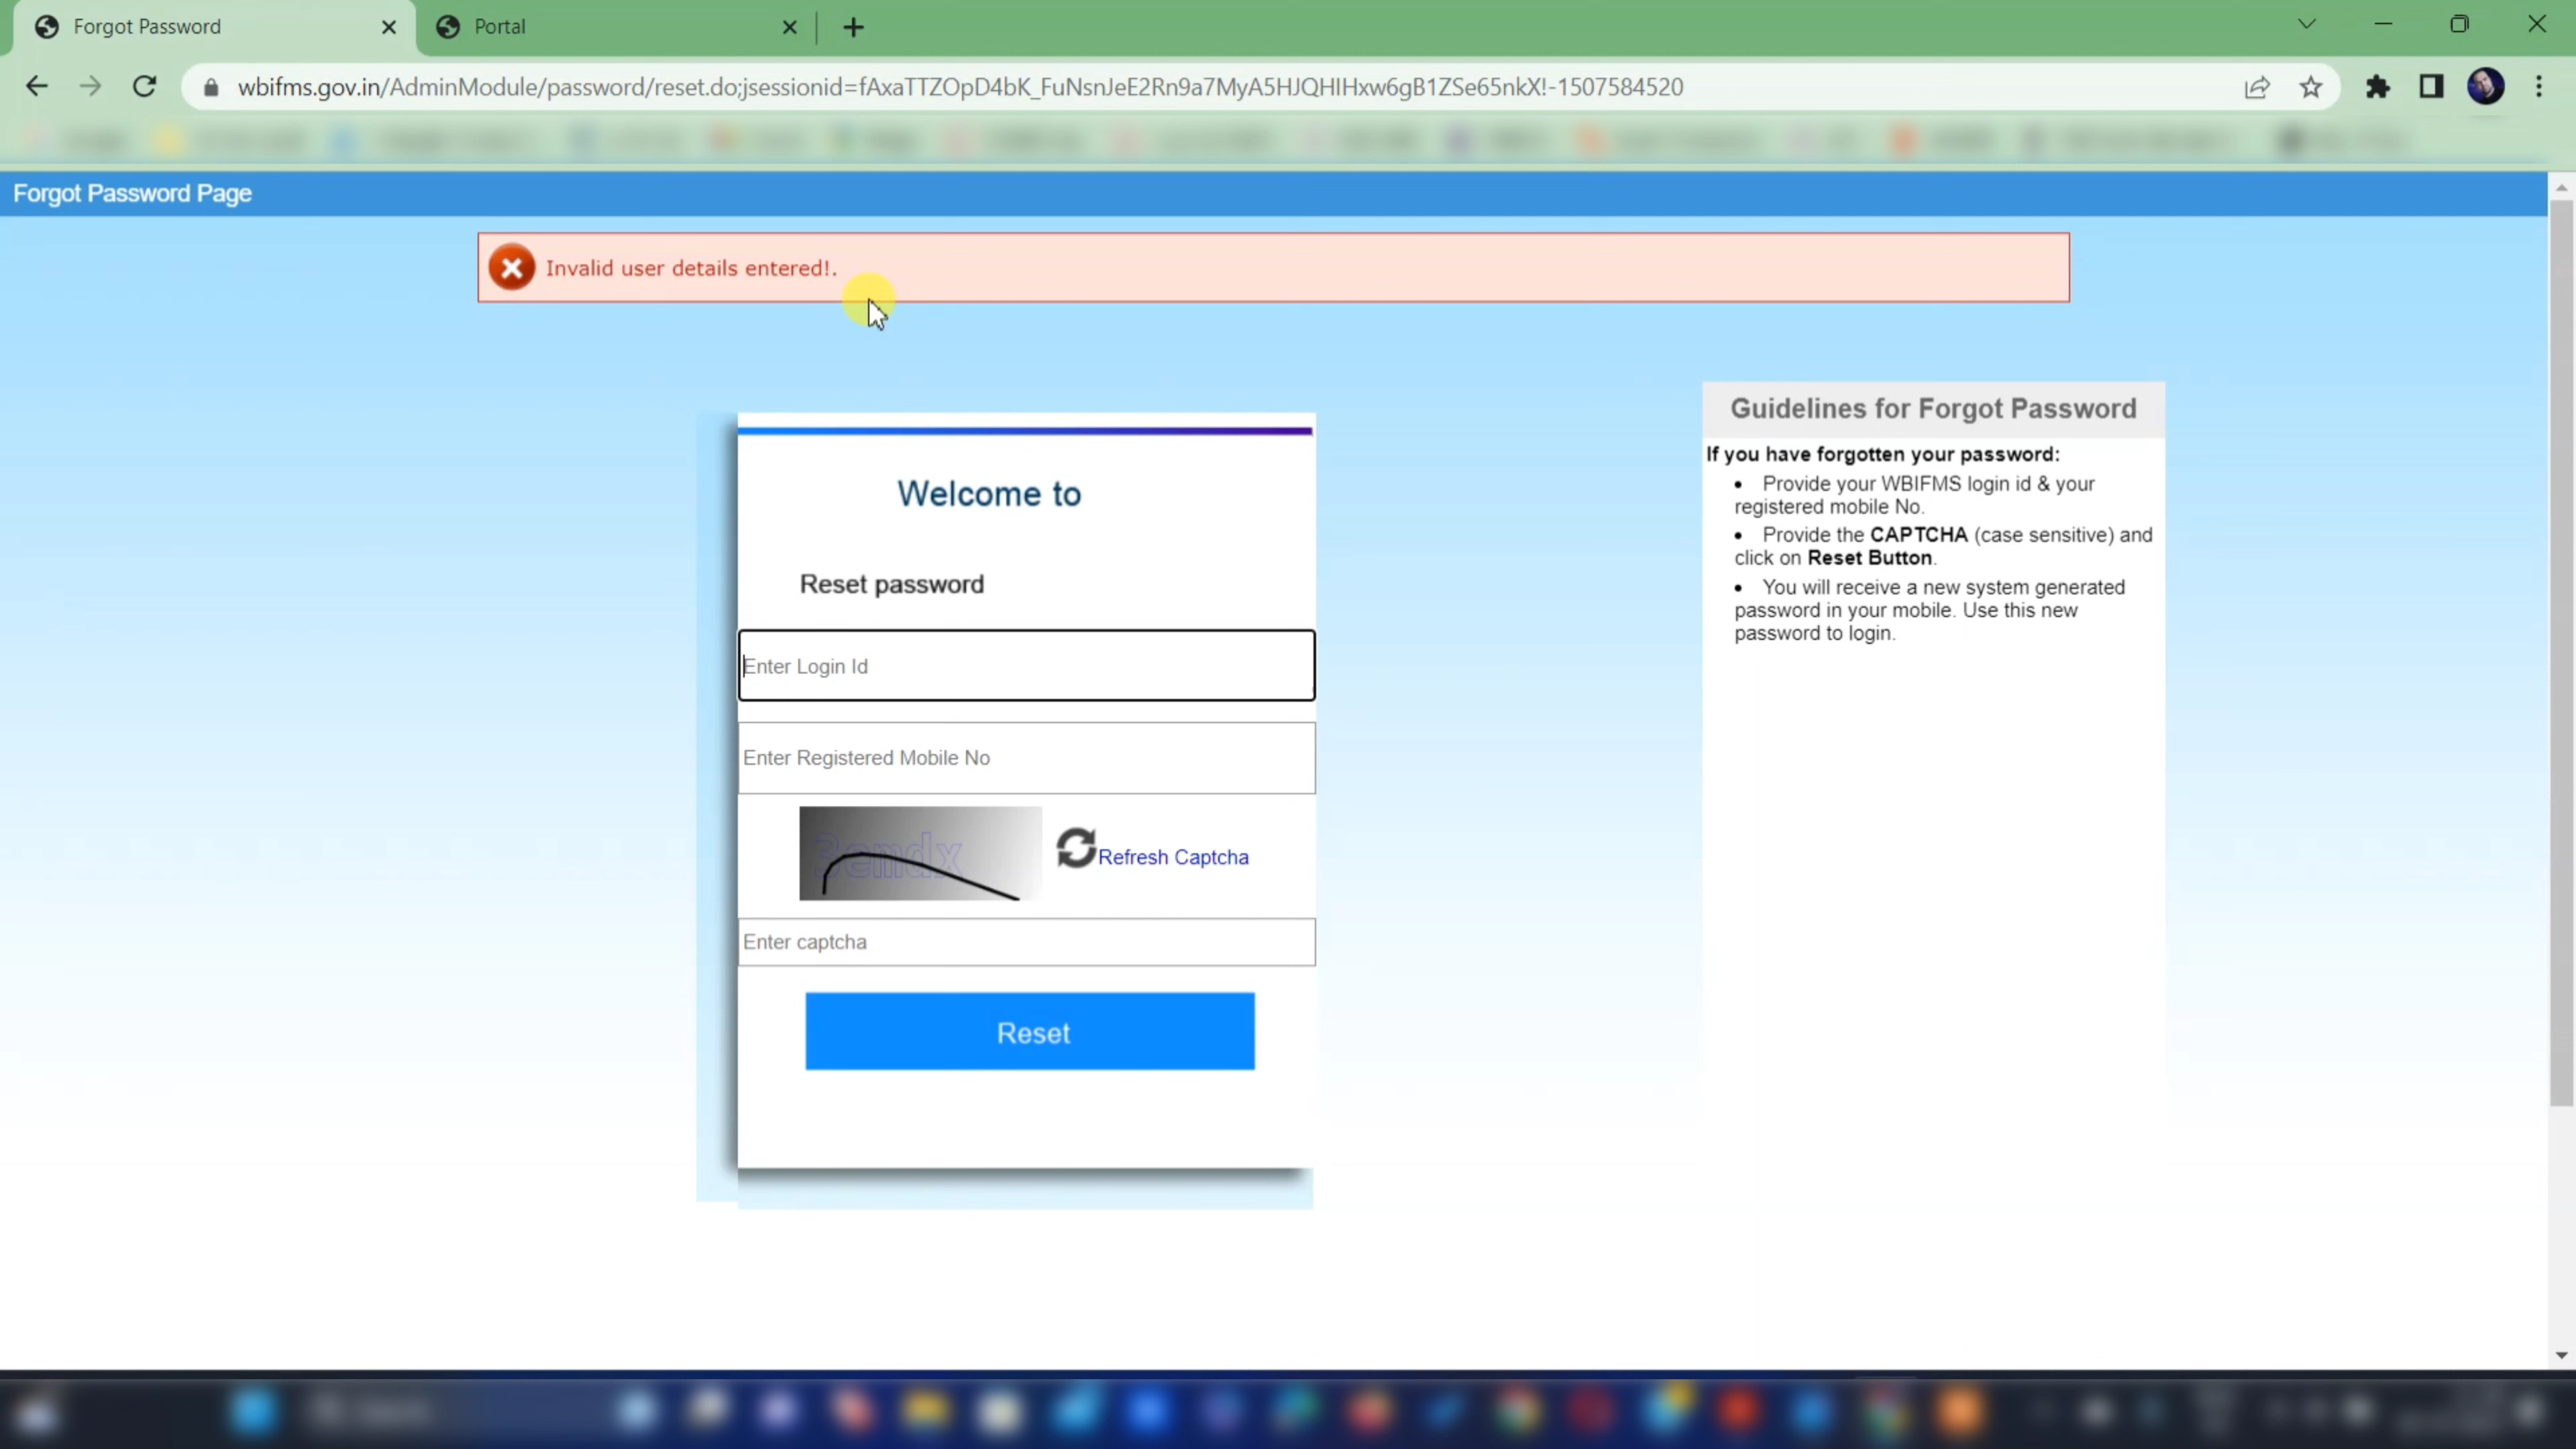 Forgot Password
Portal
wbifms.gov.in/AdminModule/password/reset.do;jsessionid=fAxaTTZOpD4bK_FuNsnJeE2Rn9a7MyA5HJQHIHxw6gB1ZSe65nkX!-1507584520
Forgot Password Page
Invalid user details entered!.
Welcome to
Reset password
Enter Login Id
Enter Registered Mobile No
3emdx
Refresh Captcha
Enter captcha
Reset
Guidelines for Forgot Password
If you have forgotten your password:
• Provide your WBIFMS login id & your
registered mobile No.
• Provide the CAPTCHA (case sensitive) and
click on Reset Button.
• You will receive a new system generated
password in your mobile. Use this new
password to login.